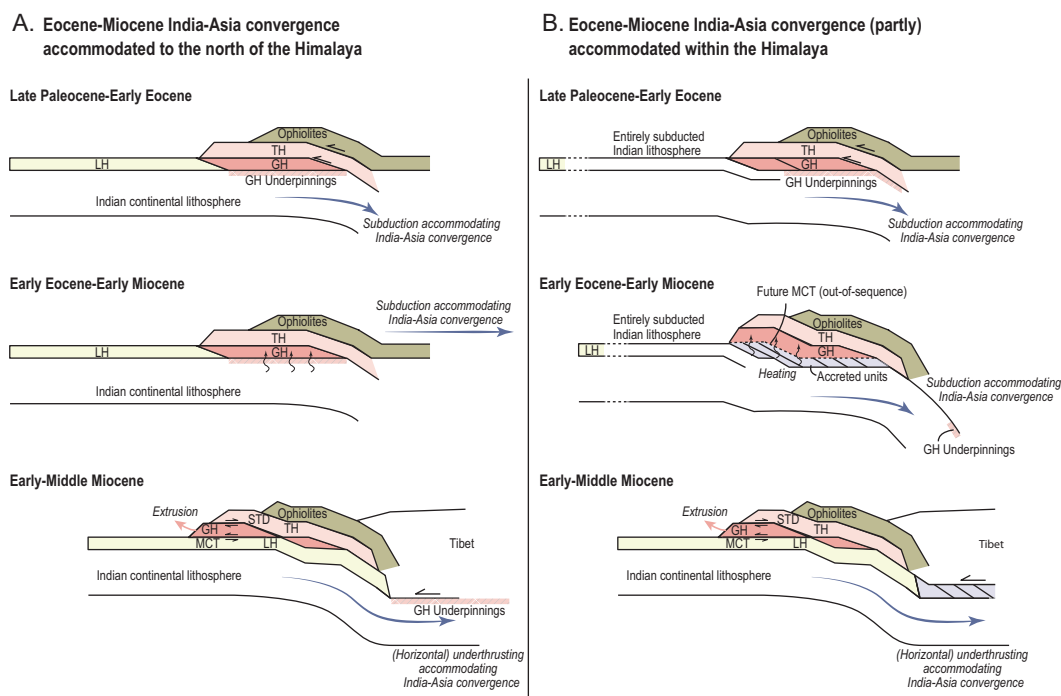 A. Eocene-Miocene India-Asia convergence
accommodated to the north of the Himalaya
Late Paleocene-Early Eocene
Ophiolites
TH
LH
GH
GH Underpinnings
Indian continental lithosphere
Subduction accommodating
India-Asia convergence
Early Eocene-Early Miocene
Subduction accommodating
India-Asia convergence
Ophiolites
TH
LH
GH
Indian continental lithosphere
Early-Middle Miocene
Extrusion
STD
Ophiolites
GH
TH
MCT
LH
Tibet
Indian continental lithosphere
GH Underpinnings
(Horizontal) underthrusting
accommodating
India-Asia convergence
B. Eocene-Miocene India-Asia convergence (partly)
accommodated within the Himalaya
Late Paleocene-Early Eocene
Entirely subducted
Indian lithosphere
Ophiolites
TH
LH
GH
GH Underpinnings
Subduction accommodating
India-Asia convergence
Early Eocene-Early Miocene
Future MCT (out-of-sequence)
Entirely subducted
Indian lithosphere
Ophiolites
TH
LH
GH
Heating
Accreted units
Subduction accommodating
India-Asia convergence
GH Underpinnings
Early-Middle Miocene
Extrusion
STD
Ophiolites
GH
TH
MCT
LH
Tibet
Indian continental lithosphere
(Horizontal) underthrusting
accommodating
India-Asia convergence